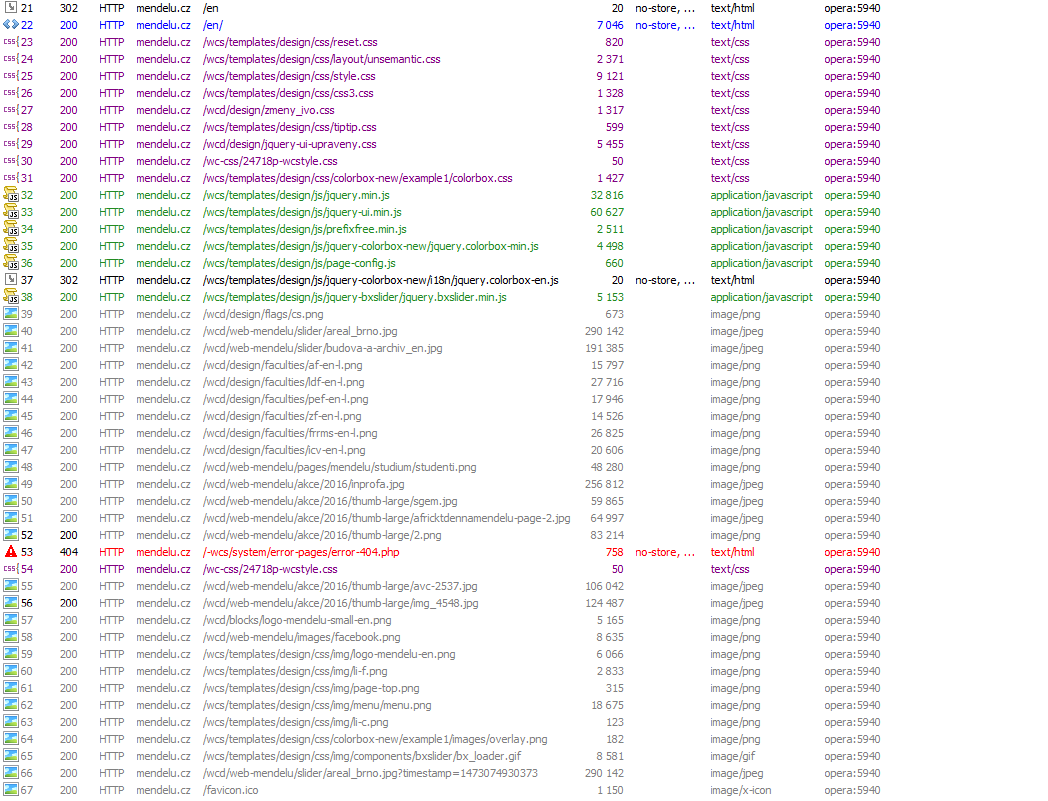 21 302 HTTP mendelu.cz /en 20 no-store, ... text/html opera:5940
22 200 HTTP mendelu.cz /en/ 7 046 no-store, ... text/html opera:5940
css 23 200 HTTP mendelu.cz /wcs/templates/design/css/reset.css 820 text/css opera:5940
css 24 200 HTTP mendelu.cz /wcs/templates/design/css/layout/unsemantic.css 2 371 text/css opera:5940
css 25 200 HTTP mendelu.cz /wcs/templates/design/css/style.css 9 121 text/css opera:5940
css 26 200 HTTP mendelu.cz /wcs/templates/design/css/css3.css 1 328 text/css opera:5940
css 27 200 HTTP mendelu.cz /wcd/design/zmeny_ivo.css 1 317 text/css opera:5940
css 28 200 HTTP mendelu.cz /wcs/templates/design/css/tiptip.css 599 text/css opera:5940
css 29 200 HTTP mendelu.cz /wcd/design/jquery-ui-upraveny.css 5 455 text/css opera:5940
css 30 200 HTTP mendelu.cz /wc-css/24718p-wcstyle.css 50 text/css opera:5940
css 31 200 HTTP mendelu.cz /wcs/templates/design/css/colorbox-new/example1/colorbox.css 1 427 text/css opera:5940
JS 32 200 HTTP mendelu.cz /wcs/templates/design/js/jquery.min.js 32 816 application/javascript opera:5940
JS 33 200 HTTP mendelu.cz /wcs/templates/design/js/jquery-ui.min.js 60 627 application/javascript opera:5940
JS 34 200 HTTP mendelu.cz /wcs/templates/design/js/prefixfree.min.js 2 511 application/javascript opera:5940
JS 35 200 HTTP mendelu.cz /wcs/templates/design/js/jquery-colorbox-new/jquery.colorbox-min.js 4 498 application/javascript opera:5940
JS 36 200 HTTP mendelu.cz /wcs/templates/design/js/page-config.js 660 application/javascript opera:5940
37 302 HTTP mendelu.cz /wcs/templates/design/js/jquery-colorbox-new/i18n/jquery.colorbox-en.js 20 no-store, ... text/html opera:5940
JS 38 200 HTTP mendelu.cz /wcs/templates/design/js/jquery-bxslider/jquery.bxslider.min.js 5 153 application/javascript opera:5940
39 200 HTTP mendelu.cz /wcd/design/flags/cs.png 673 image/png opera:5940
40 200 HTTP mendelu.cz /wcd/web-mendelu/slider/areal_brno.jpg 290 142 image/jpeg opera:5940
41 200 HTTP mendelu.cz /wcd/web-mendelu/slider/budova-a-archiv_en.jpg 191 385 image/jpeg opera:5940
42 200 HTTP mendelu.cz /wcd/design/faculties/af-en-l.png 15 797 image/png opera:5940
43 200 HTTP mendelu.cz /wcd/design/faculties/ldf-en-l.png 27 716 image/png opera:5940
44 200 HTTP mendelu.cz /wcd/design/faculties/pef-en-l.png 17 946 image/png opera:5940
45 200 HTTP mendelu.cz /wcd/design/faculties/zf-en-l.png 14 526 image/png opera:5940
46 200 HTTP mendelu.cz /wcd/design/faculties/frrms-en-l.png 26 825 image/png opera:5940
47 200 HTTP mendelu.cz /wcd/design/faculties/icv-en-l.png 20 606 image/png opera:5940
48 200 HTTP mendelu.cz /wcd/web-mendelu/pages/mendelu/studium/studenti.png 48 280 image/png opera:5940
49 200 HTTP mendelu.cz /wcd/web-mendelu/akce/2016/inprofa.jpg 256 812 image/jpeg opera:5940
50 200 HTTP mendelu.cz /wcd/web-mendelu/akce/2016/thumb-large/sgem.jpg 59 865 image/jpeg opera:5940
51 200 HTTP mendelu.cz /wcd/web-mendelu/akce/2016/thumb-large/africktdennamendelu-page-2.jpg 64 997 image/jpeg opera:5940
52 200 HTTP mendelu.cz /wcd/web-mendelu/akce/2016/thumb-large/2.png 83 214 image/png opera:5940
53 404 HTTP mendelu.cz /-wcs/system/error-pages/error-404.php 758 no-store, ... text/html opera:5940
css 54 200 HTTP mendelu.cz /wc-css/24718p-wcstyle.css 50 text/css opera:5940
55 200 HTTP mendelu.cz /wcd/web-mendelu/akce/2016/thumb-large/avc-2537.jpg 106 042 image/jpeg opera:5940
56 200 HTTP mendelu.cz /wcd/web-mendelu/akce/2016/thumb-large/img_4548.jpg 124 487 image/jpeg opera:5940
57 200 HTTP mendelu.cz /wcd/blocks/logo-mendelu-small-en.png 5 165 image/png opera:5940
58 200 HTTP mendelu.cz /wcd/web-mendelu/images/facebook.png 8 635 image/png opera:5940
59 200 HTTP mendelu.cz /wcs/templates/design/css/img/logo-mendelu-en.png 6 066 image/png opera:5940
60 200 HTTP mendelu.cz /wcs/templates/design/css/img/li-f.png 2 833 image/png opera:5940
61 200 HTTP mendelu.cz /wcs/templates/design/css/img/page-top.png 315 image/png opera:5940
62 200 HTTP mendelu.cz /wcs/templates/design/css/img/menu/menu.png 18 675 image/png opera:5940
63 200 HTTP mendelu.cz /wcs/templates/design/css/img/li-c.png 123 image/png opera:5940
64 200 HTTP mendelu.cz /wcs/templates/design/css/colorbox-new/example1/images/overlay.png 182 image/png opera:5940
65 200 HTTP mendelu.cz /wcs/templates/design/css/img/components/bxslider/bx_loader.gif 8 581 image/gif opera:5940
66 200 HTTP mendelu.cz /wcd/web-mendelu/slider/areal_brno.jpg?timestamp=1473074930373 290 142 image/jpeg opera:5940
67 200 HTTP mendelu.cz /favicon.ico 1 150 image/x-icon opera:5940